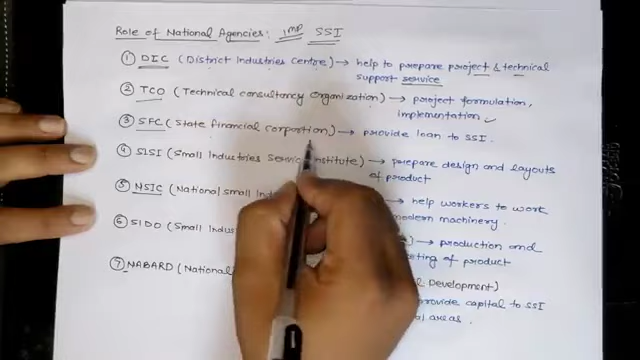 Role of National Agencies: IMP SSI
① DIC (District Industries Centre) → help to prepare project & technical
support service
② TCO (Technical consultancy Organization) → project formulation,
implementation
③ SFC (State financial corportion) → provide loan to SSI.
④ SISI (Small Industries Service Institute) → prepare design and layouts
of product
⑤ NSIC (National small → help workers to work
modern machinery.
⑥ SIDO (Small → production and
of product
⑦ NABARD (National Development)
provide capital to SSI
areas.